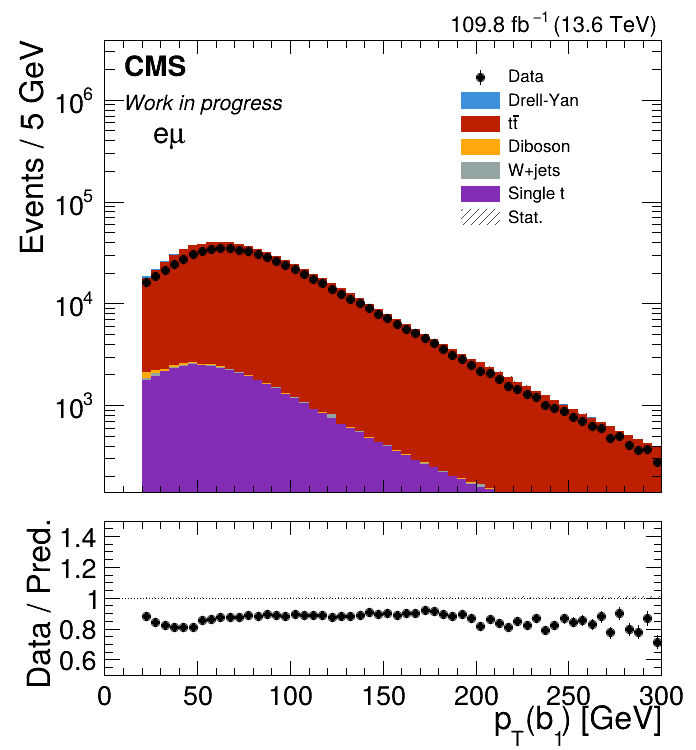 109.8 fb⁻¹ (13.6 TeV)
CMS
Work in progress
eμ
Data
Drell-Yan
tt̄
Diboson
W+jets
Single t
Stat.
Events / 5 GeV
10⁶
10⁵
10⁴
10³
Data / Pred.
1.4
1.2
1
0.8
0.6
0 50 100 150 200 250 300
p_T(b_1) [GeV]